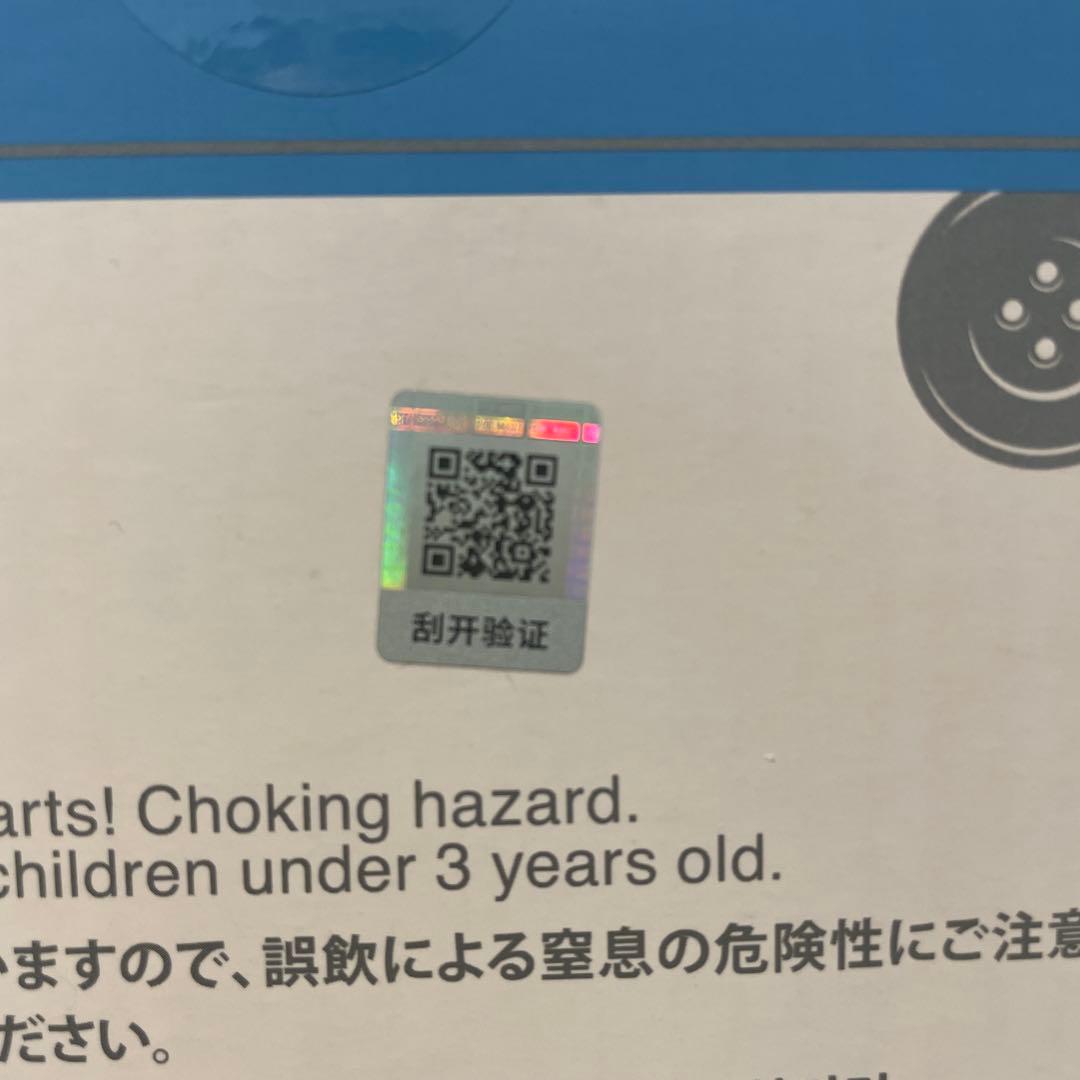 刮开验证
arts! Choking hazard.
children under 3 years old.
いますので、誤飲による窒息の危険性にご注意
ださい。